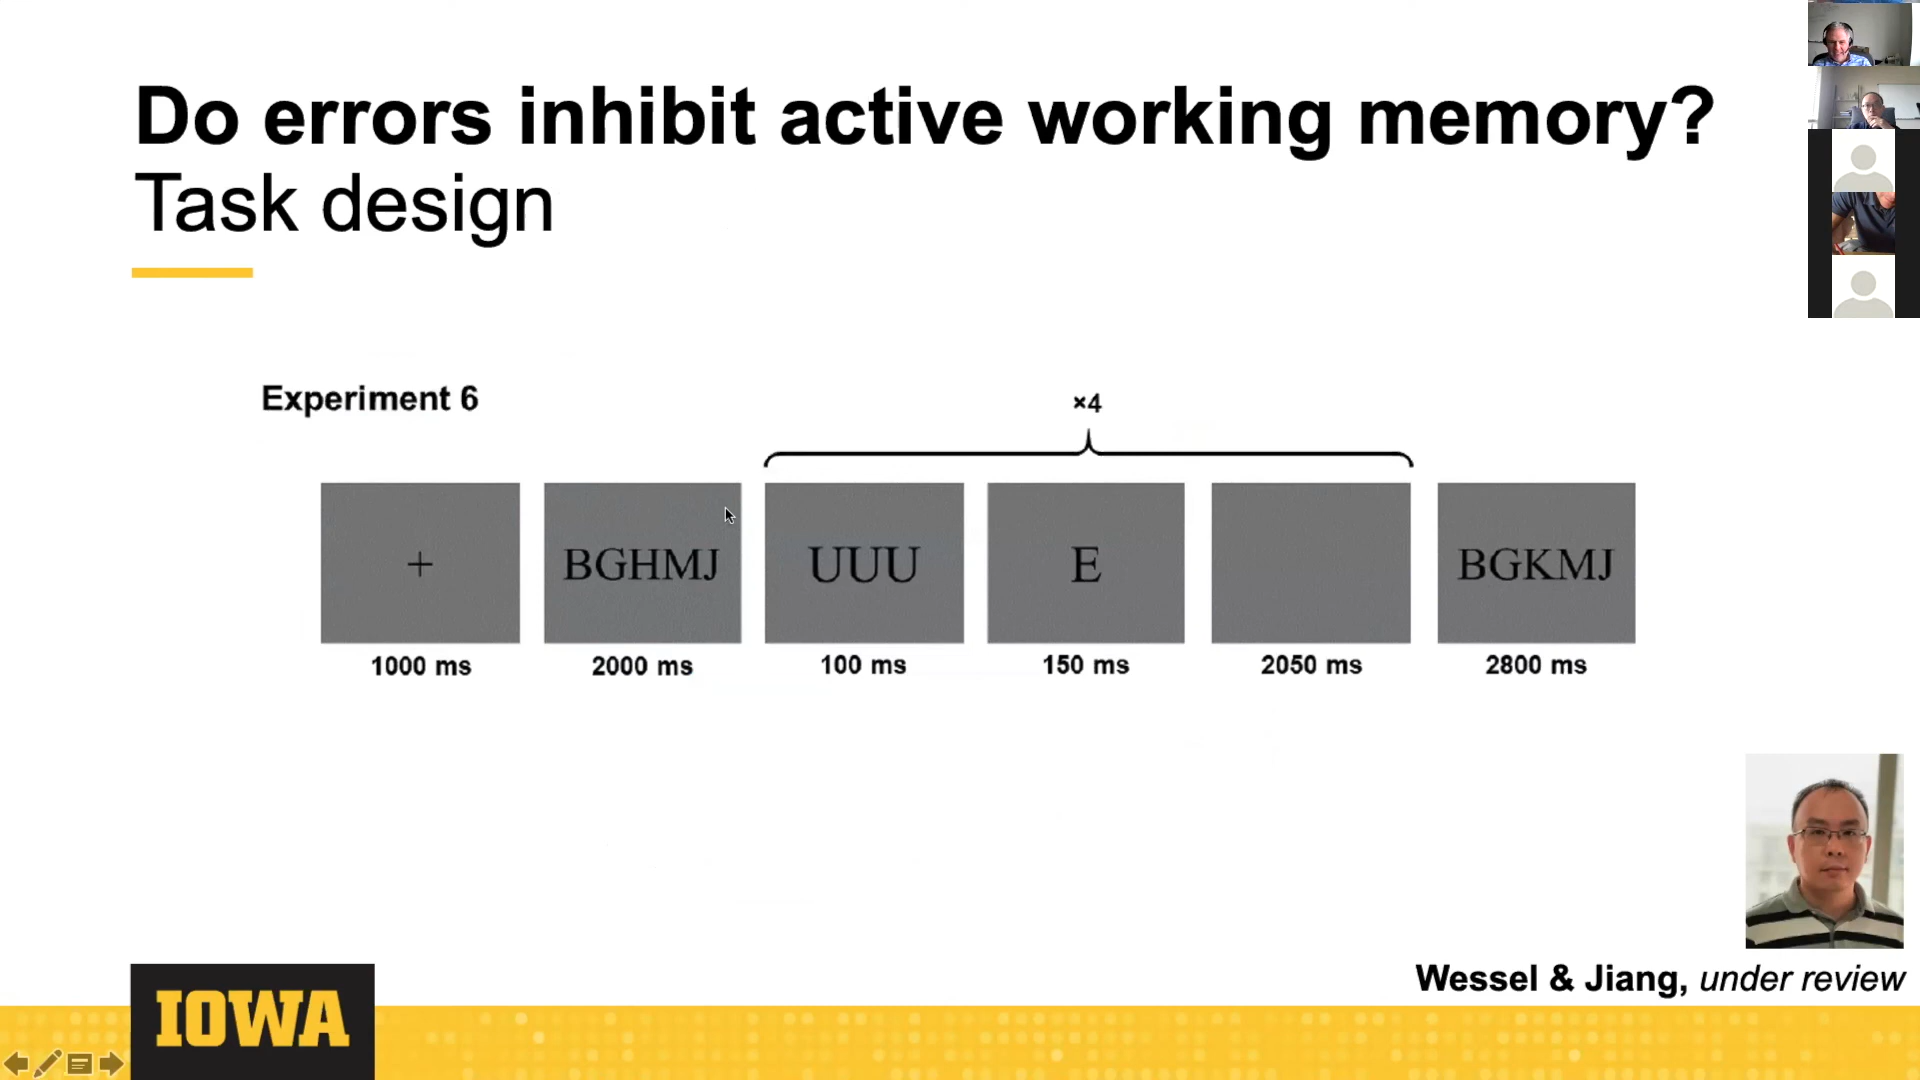 Do errors inhibit active working memory?
Task design
Experiment 6
×4
+
BGHMJ
UUU
E
BGKMJ
1000 ms
2000 ms
100 ms
150 ms
2050 ms
2800 ms
Wessel & Jiang, under review
IOWA